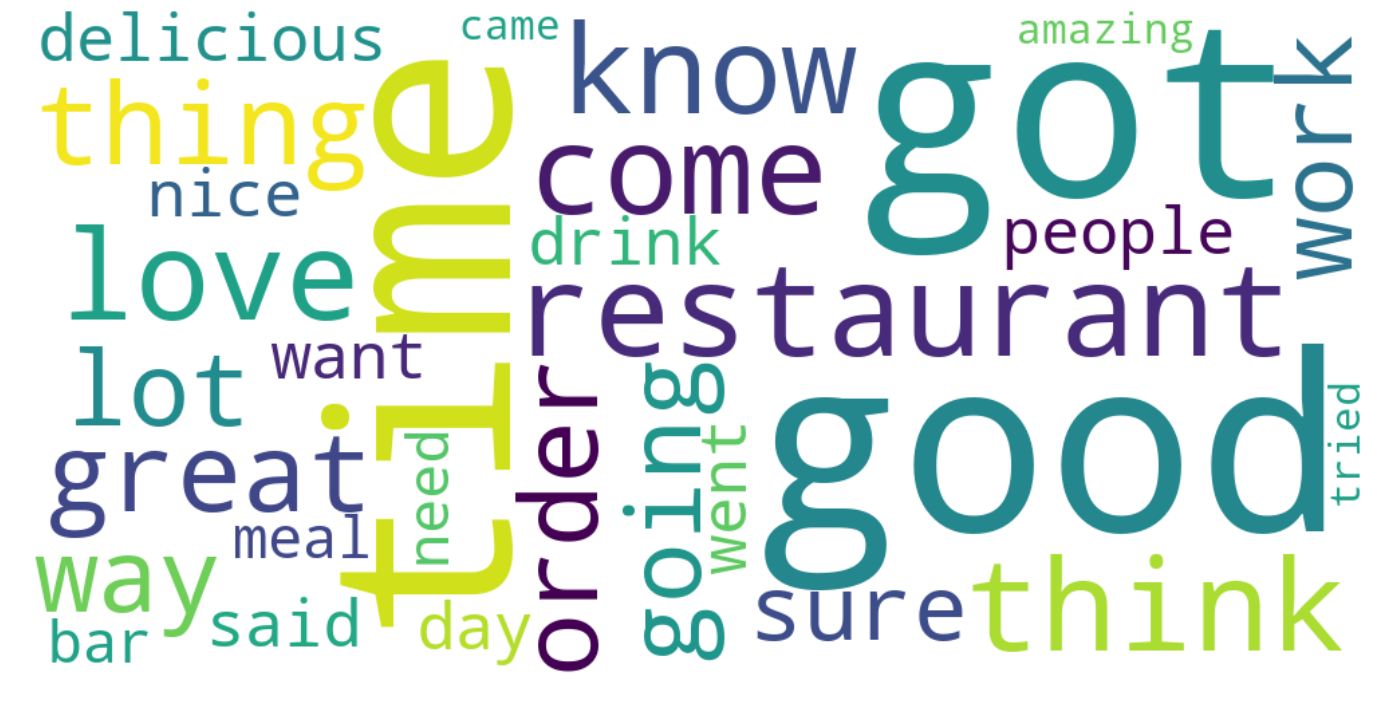 delicious
came
know
amazing
got
work
thing
time
come
nice
people
drink
love
restaurant
want
lot
good
order
going
tried
great
need
went
meal
way
think
sure
said
day
bar